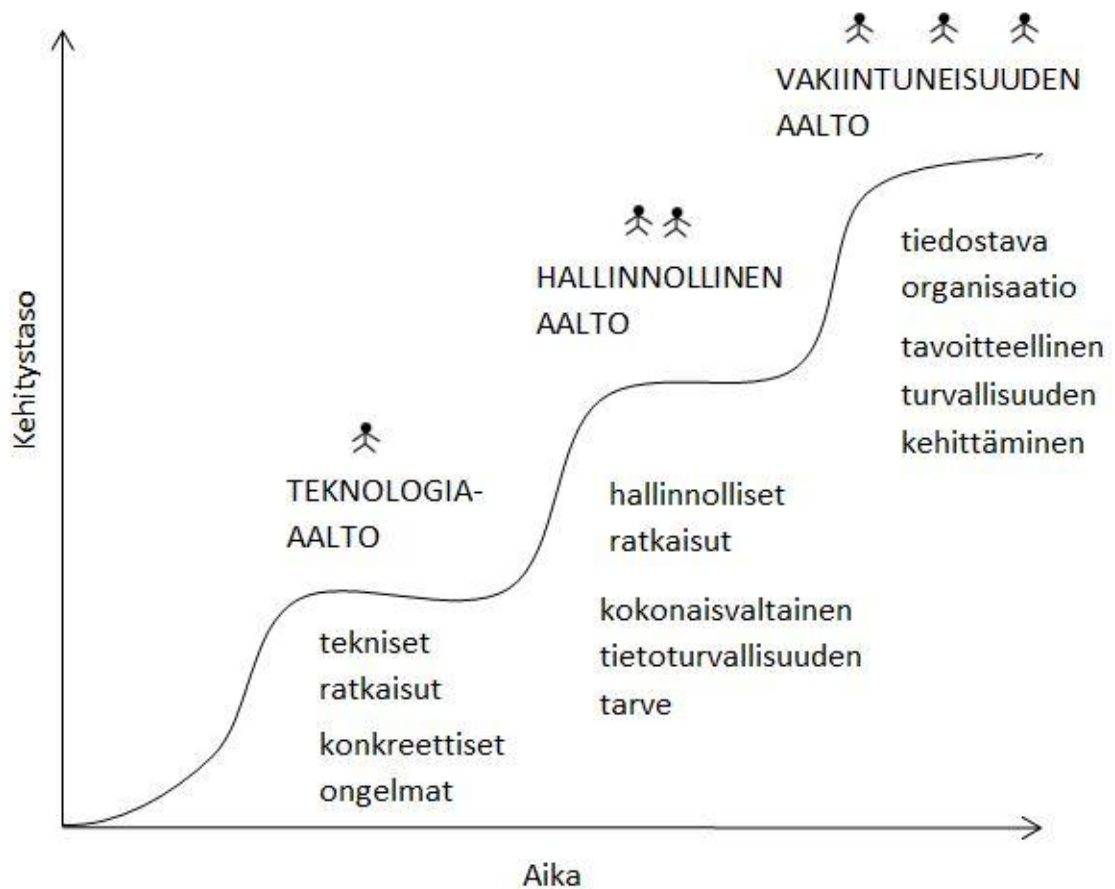 VAKIINTUNEISUUDEN
AALTO
tiedostava
organisaatio
tavoitteellinen
turvallisuuden
kehittäminen
HALLINNOLLINEN
AALTO
hallinnolliset
ratkaisut
kokonaisvaltainen
tietoturvallisuuden
tarve
TEKNOLOGIA-
AALTO
tekniset
ratkaisut
konkreettiset
ongelmat
Kehitystaso
Aika